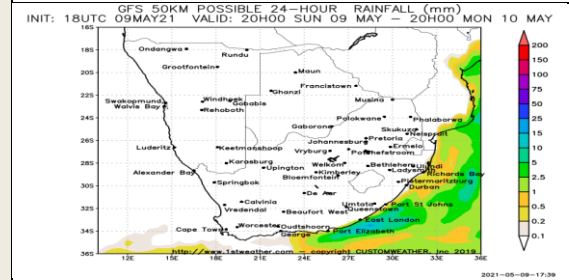 GFS 50KM POSSIBLE 24-HOUR RAINFALL (mm)
INIT: 18UTC 09MAY21 VALID: 20H00 SUN 09 MAY – 20H00 MON 10 MAY
16S
18S
20S
22S
24S
26S
28S
30S
32S
34S
36S
Ondangwa
Rundu
Grootfontein
Maun
Francistown
Ghanzi
Windhoek
Gobabis
Musina
Swakopmund
Walvis Bay
Rehoboth
Polokwane
Phalaborwa
Gaborone
Skukuza
Nelspruit
Pretoria
Johannesburg
Ermelo
Luderitz
Keetmanshoop
Vryburg
Potchefstroom
Karasburg
Upington
Welkom
Bethlehem
Ulundi
Ladysmith
Alexander Bay
Kimberley
Richards Bay
Bloemfontein
Pietermaritzburg
Springbok
Durban
De Aar
Calvinia
Umtata
Port St Johns
Vredendal
Beaufort West
Queenstown
East London
Cape Town
Worcester
Oudtshoorn
Port Elizabeth
George
http://www.1stweather.com – copyright CUSTOMWEATHER, Inc 2019
12E 15E 18E 21E 24E 27E 30E 33E 36E
200
150
100
75
50
25
15
10
5
2.5
1
0.5
0.2
0.1
2021-05-09-17:39